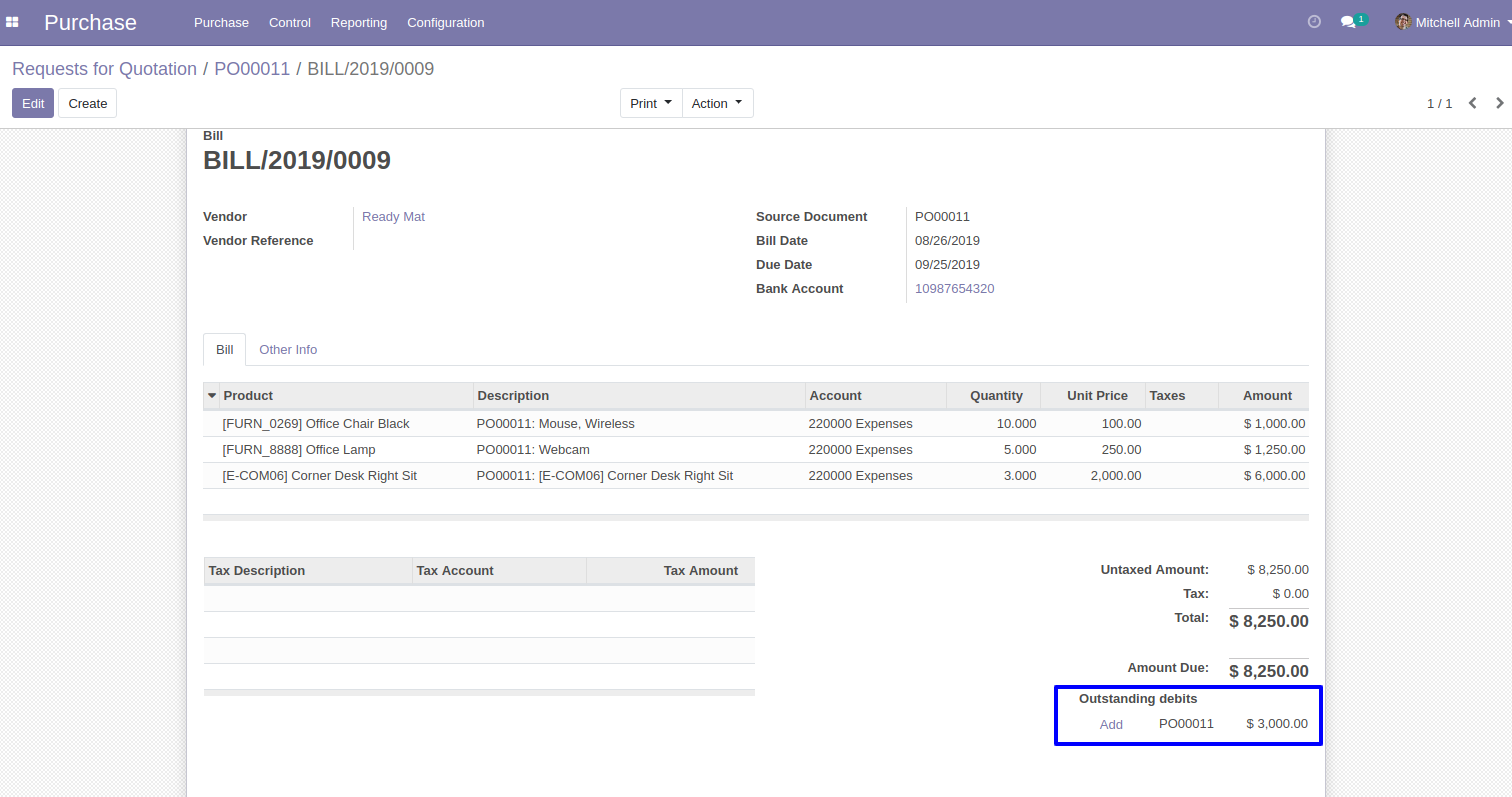 Purchase Purchase Control Reporting Configuration 1 Mitchell Admin
Requests for Quotation / PO00011 / BILL/2019/0009
Edit Create Print Action 1 / 1
Bill
BILL/2019/0009
Vendor Ready Mat Source Document PO00011
Vendor Reference Bill Date 08/26/2019
Due Date 09/25/2019
Bank Account 10987654320
Bill Other Info
Product Description Account Quantity Unit Price Taxes Amount
[FURN_0269] Office Chair Black PO00011: Mouse, Wireless 220000 Expenses 10.000 100.00 $ 1,000.00
[FURN_8888] Office Lamp PO00011: Webcam 220000 Expenses 5.000 250.00 $ 1,250.00
[E-COM06] Corner Desk Right Sit PO00011: [E-COM06] Corner Desk Right Sit 220000 Expenses 3.000 2,000.00 $ 6,000.00
Tax Description Tax Account Tax Amount Untaxed Amount: $ 8,250.00
Tax: $ 0.00
Total: $ 8,250.00
Amount Due: $ 8,250.00
Outstanding debits
Add PO00011 $ 3,000.00